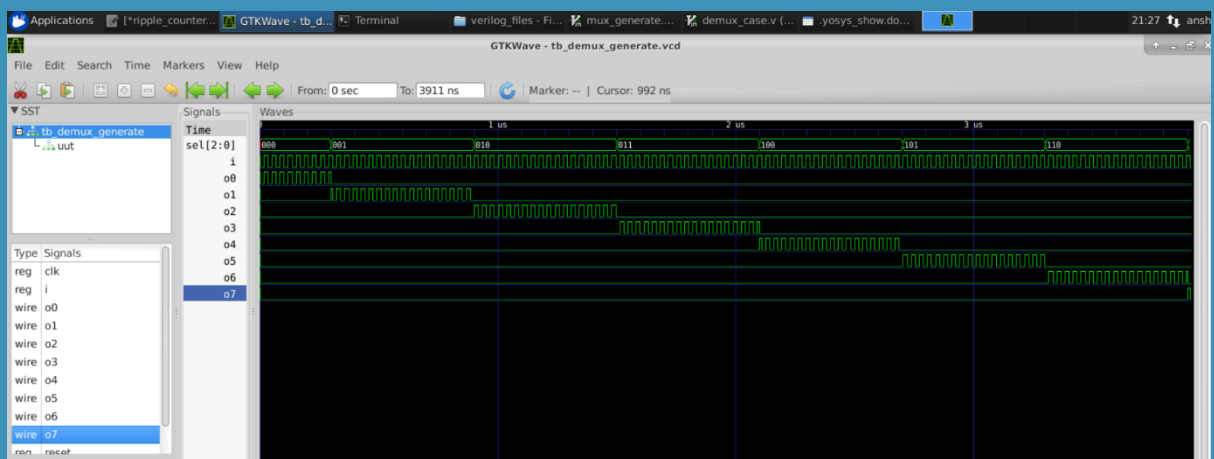 Applications [*ripple_counter... GTKWave - tb_d... Terminal verilog_files - Fi... mux_generate.... demux_case.v (... .yosys_show.do... 21:27 ansh
GTKWave - tb_demux_generate.vcd
File Edit Search Time Markers View Help
From: 0 sec To: 3911 ns Marker: -- | Cursor: 992 ns
SST
tb_demux_generate
uut
Type Signals
reg clk
reg i
wire o0
wire o1
wire o2
wire o3
wire o4
wire o5
wire o6
wire o7
reg reset
Signals
Time
sel[2:0]
i
o0
o1
o2
o3
o4
o5
o6
o7
Waves
1 us 2 us 3 us
000 001 010 011 100 101 110